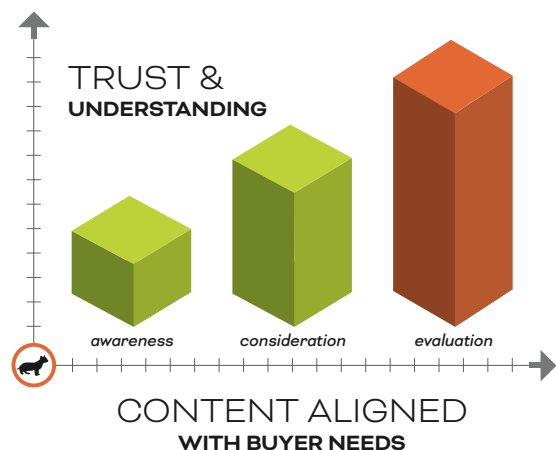 TRUST &
UNDERSTANDING
awareness
consideration
evaluation
CONTENT ALIGNED
WITH BUYER NEEDS